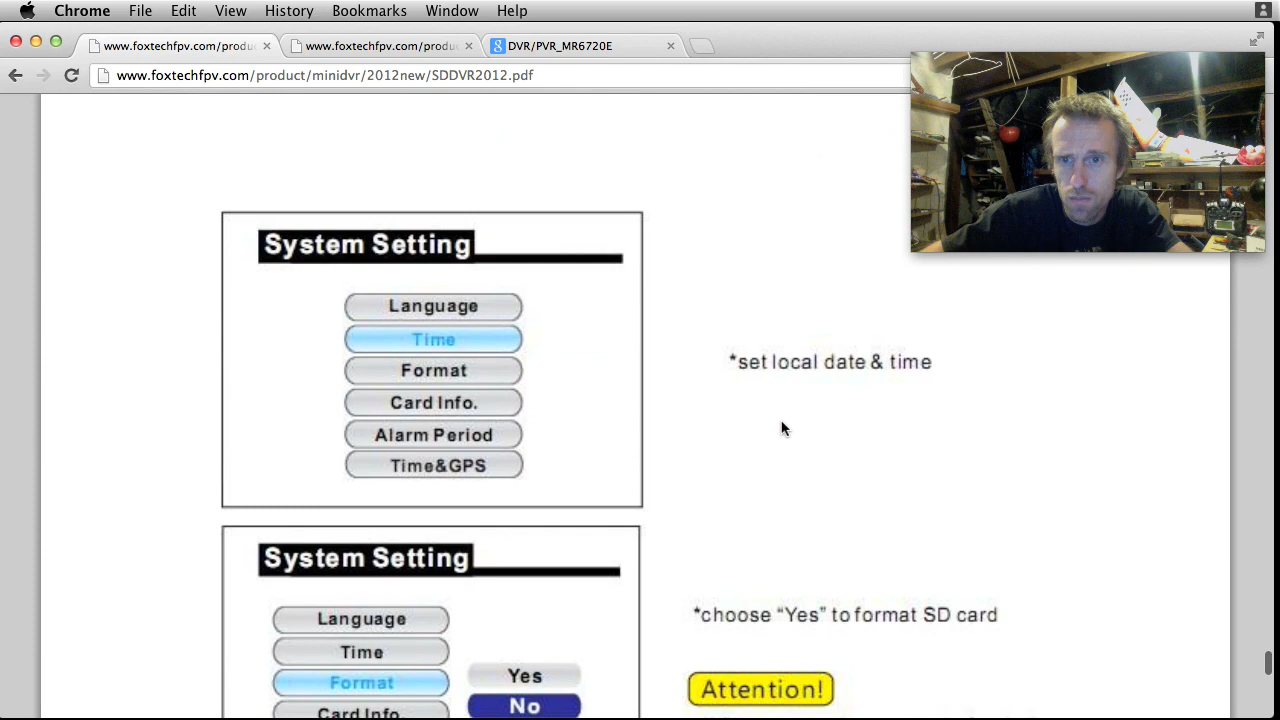 Chrome File Edit View History Bookmarks Window Help
www.foxtechfpv.com/produ
www.foxtechfpv.com/produ
DVR/PVR_MR6720E
www.foxtechfpv.com/product/minidvr/2012new/SDDVR2012.pdf
System Setting
Language
Time
Format
Card Info.
Alarm Period
Time&GPS
*set local date & time
System Setting
Language
Time
Format
Card Info.
Yes
No
*choose “Yes” to format SD card
Attention!